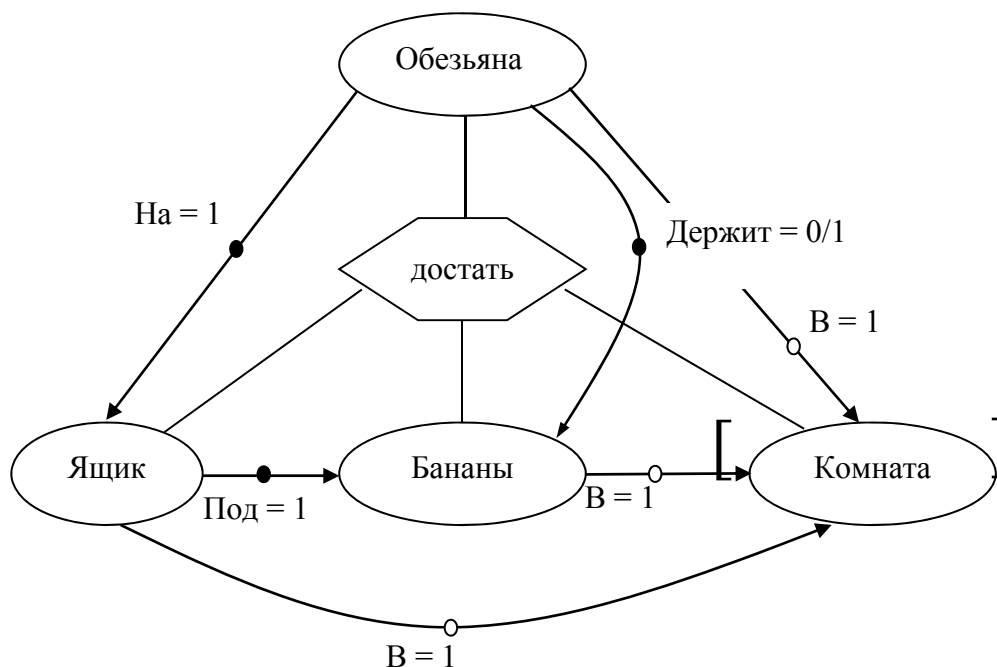 Обезьяна
На = 1
Держит = 0/1
достать
В = 1
Ящик
Бананы
[
Комната
]
Под = 1
В = 1
В = 1